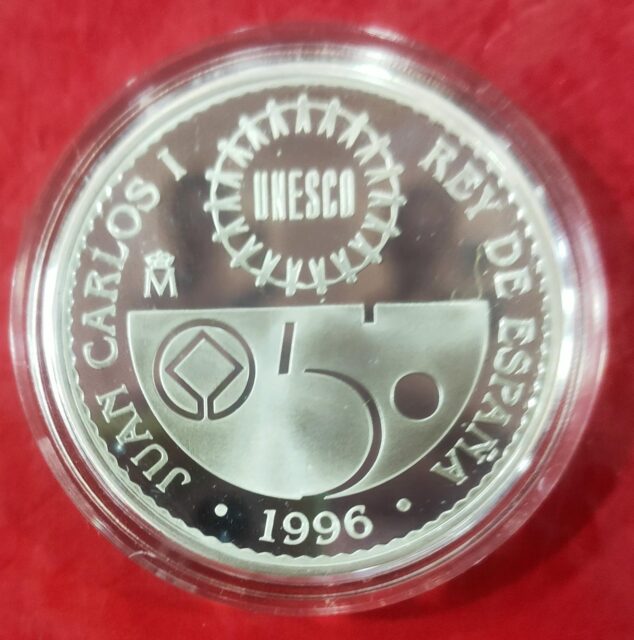 JUAN CARLOS I REY DE ESPAÑA
UNESCO
M
50
· 1996 ·